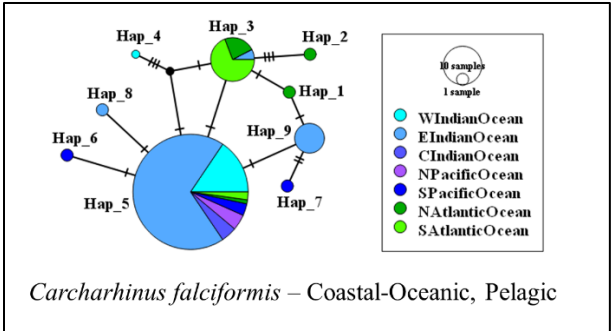 Hap_3
Hap_4
Hap_2
Hap_8
Hap_1
Hap_9
Hap_6
Hap_7
Hap_5
10 samples
1 sample
WIndianOcean
EIndianOcean
CIndianOcean
NPacificOcean
SPacificOcean
NAtlanticOcean
SAtlanticOcean
Carcharhinus falciformis – Coastal-Oceanic, Pelagic